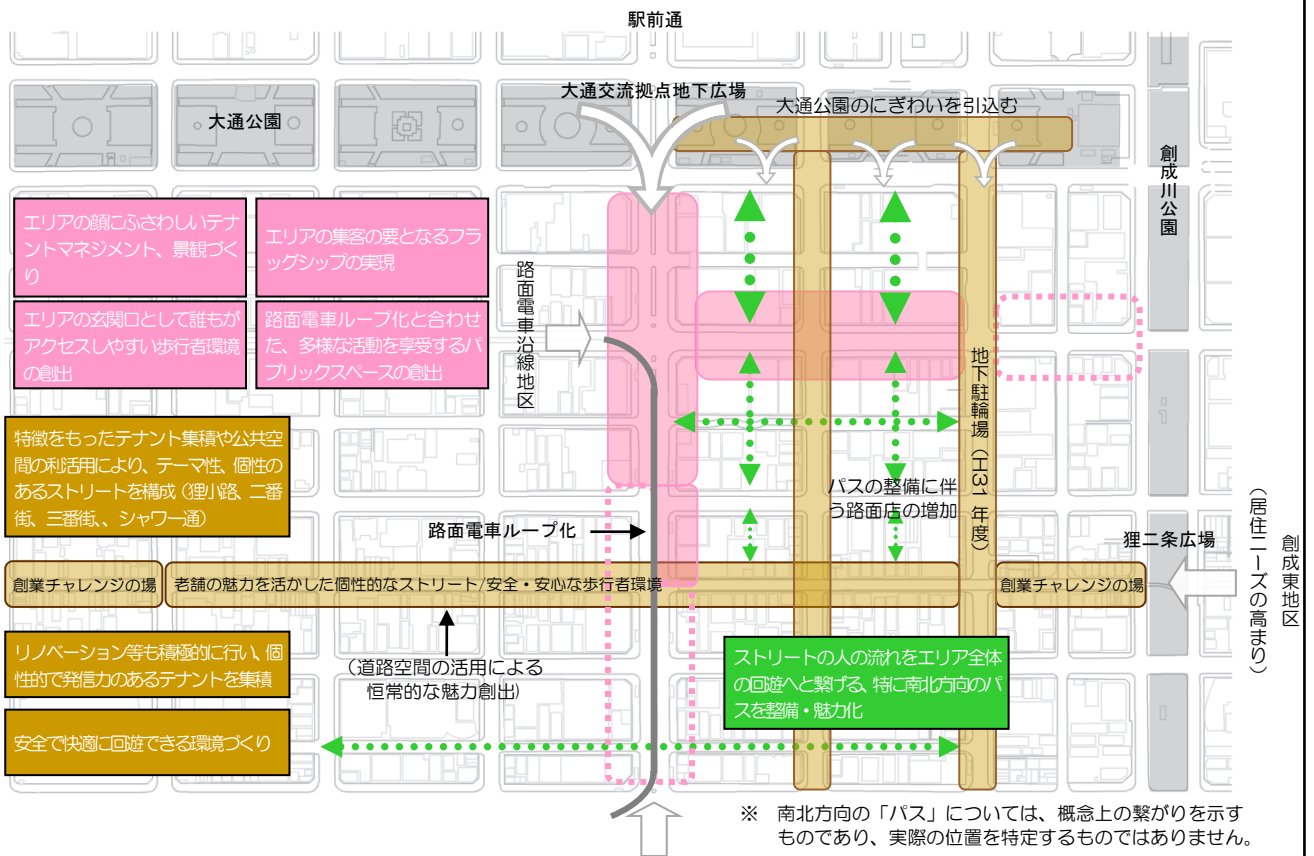 駅前通
大通交流拠点地下広場
大通公園のにぎわいを引込む
大通公園
創成川公園
エリアの顔にふさわしいテナ
ントマネジメント、景観づく
り
エリアの集客の要となるフラ
ッグシップの実現
エリアの玄関口として誰もが
アクセスしやすい歩行者環境
の創出
路面電車ループ化と合わせ
た、多様な活動を享受するパ
ブリックスペースの創出
路面電車沿線地区
地下駐輪場（H31年度）
特徴をもったテナント集積や公共空
間の利活用により、テーマ性、個性の
あるストリートを構成（狸小路、二番
街、三番街、、シャワー通）
パスの整備に伴
う路面店の増加
路面電車ループ化
狸二条広場
創成東地区
（居住ニーズの高まり）
創業チャレンジの場
老舗の魅力を活かした個性的なストリート/安全・安心な歩行者環境
創業チャレンジの場
リノベーション等も積極的に行い、個
性的で発信力のあるテナントを集積
（道路空間の活用による
恒常的な魅力創出）
ストリートの人の流れをエリア全体
の回遊へと繋げる、特に南北方向のパ
スを整備・魅力化
安全で快適に回遊できる環境づくり
※　南北方向の「パス」については、概念上の繋がりを示す
ものであり、実際の位置を特定するものではありません。